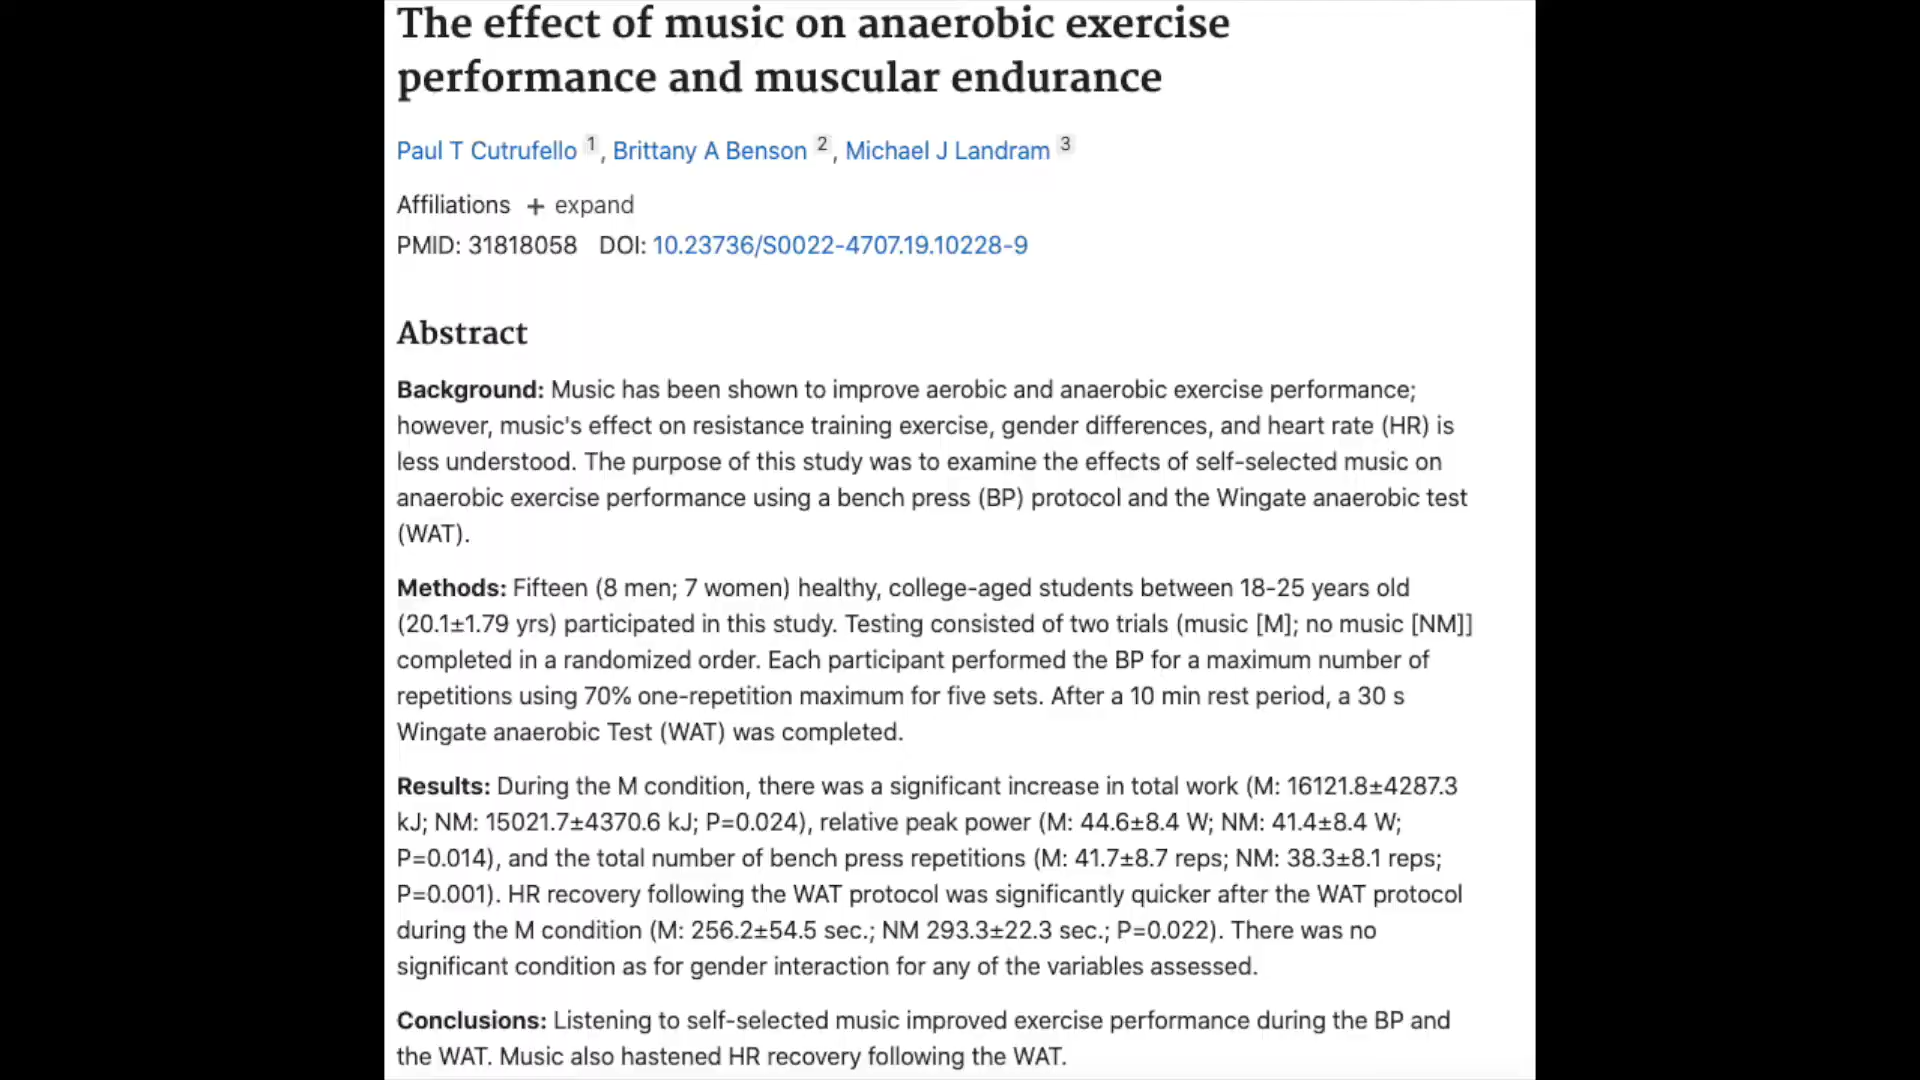 The effect of music on anaerobic exercise
performance and muscular endurance
Paul T Cutrufello 1, Brittany A Benson 2, Michael J Landram 3
Affiliations + expand
PMID: 31818058 DOI: 10.23736/S0022-4707.19.10228-9
Abstract
Background: Music has been shown to improve aerobic and anaerobic exercise performance;
however, music's effect on resistance training exercise, gender differences, and heart rate (HR) is
less understood. The purpose of this study was to examine the effects of self-selected music on
anaerobic exercise performance using a bench press (BP) protocol and the Wingate anaerobic test
(WAT).
Methods: Fifteen (8 men; 7 women) healthy, college-aged students between 18-25 years old
(20.1±1.79 yrs) participated in this study. Testing consisted of two trials (music [M]; no music [NM]]
completed in a randomized order. Each participant performed the BP for a maximum number of
repetitions using 70% one-repetition maximum for five sets. After a 10 min rest period, a 30 s
Wingate anaerobic Test (WAT) was completed.
Results: During the M condition, there was a significant increase in total work (M: 16121.8±4287.3
kJ; NM: 15021.7±4370.6 kJ; P=0.024), relative peak power (M: 44.6±8.4 W; NM: 41.4±8.4 W;
P=0.014), and the total number of bench press repetitions (M: 41.7±8.7 reps; NM: 38.3±8.1 reps;
P=0.001). HR recovery following the WAT protocol was significantly quicker after the WAT protocol
during the M condition (M: 256.2±54.5 sec.; NM 293.3±22.3 sec.; P=0.022). There was no
significant condition as for gender interaction for any of the variables assessed.
Conclusions: Listening to self-selected music improved exercise performance during the BP and
the WAT. Music also hastened HR recovery following the WAT.